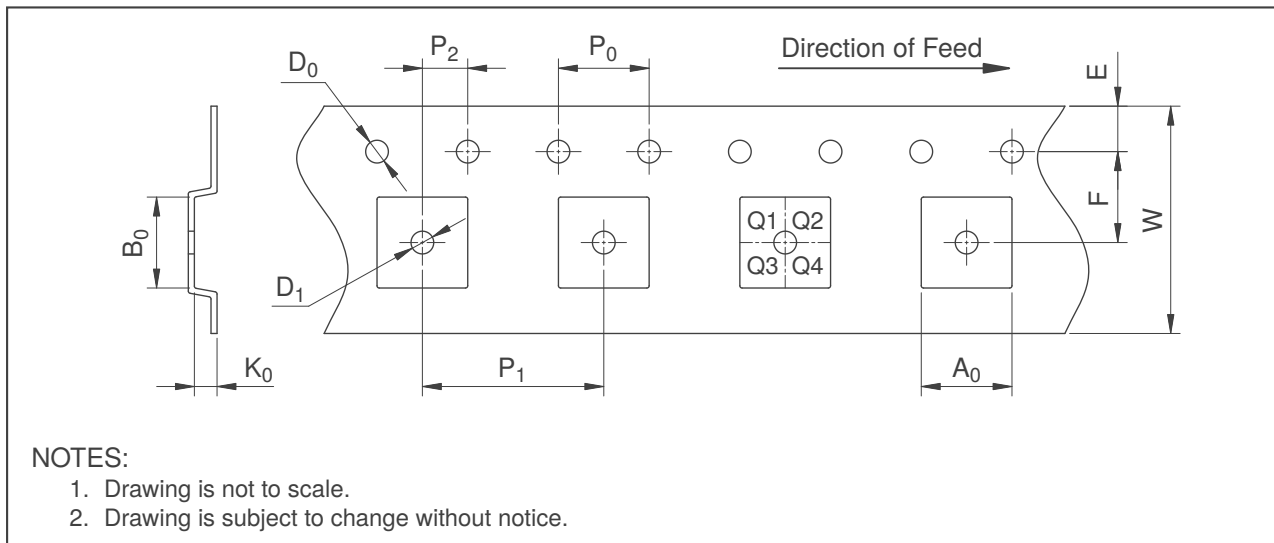 P₂
P₀
Direction of Feed
D₀
E
F
W
B₀
Q1 Q2
Q3 Q4
D₁
K₀
P₁
A₀
NOTES:
1. Drawing is not to scale.
2. Drawing is subject to change without notice.